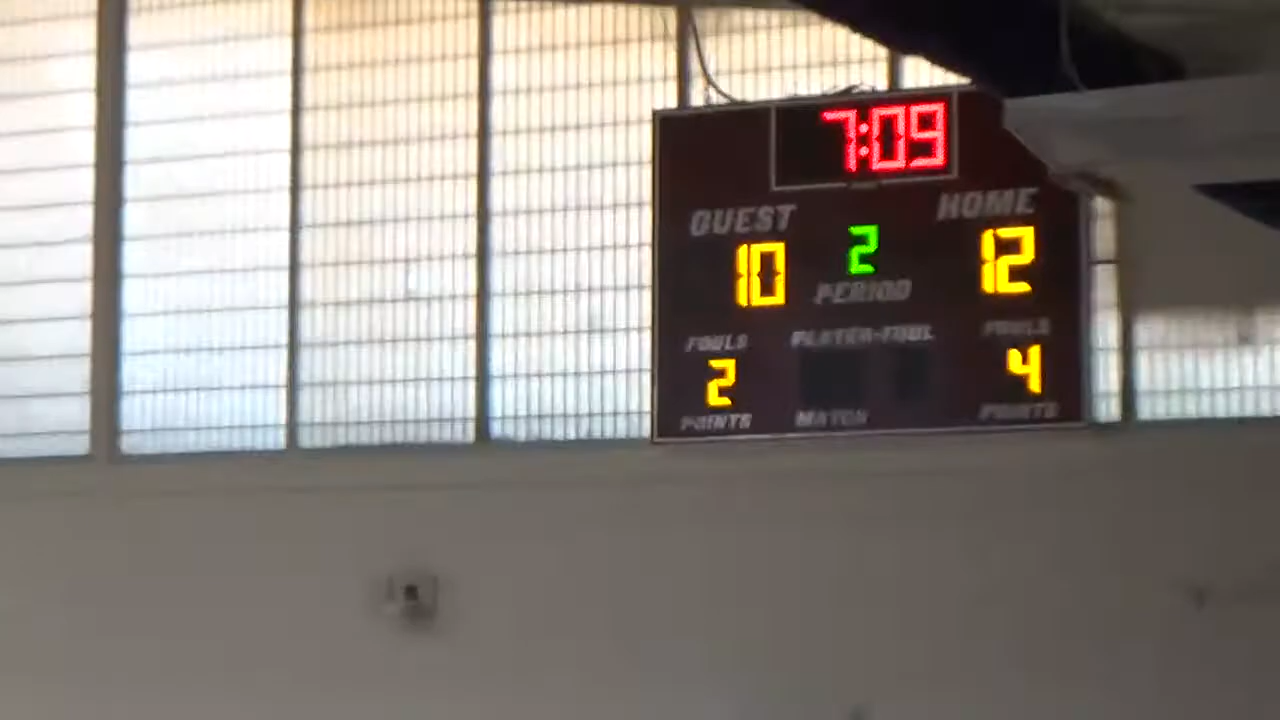 7:09
GUEST HOME
10 2 12
PERIOD
FOULS PLAYER-FOUL FOULS
2 4
POINTS MATCH POINTS